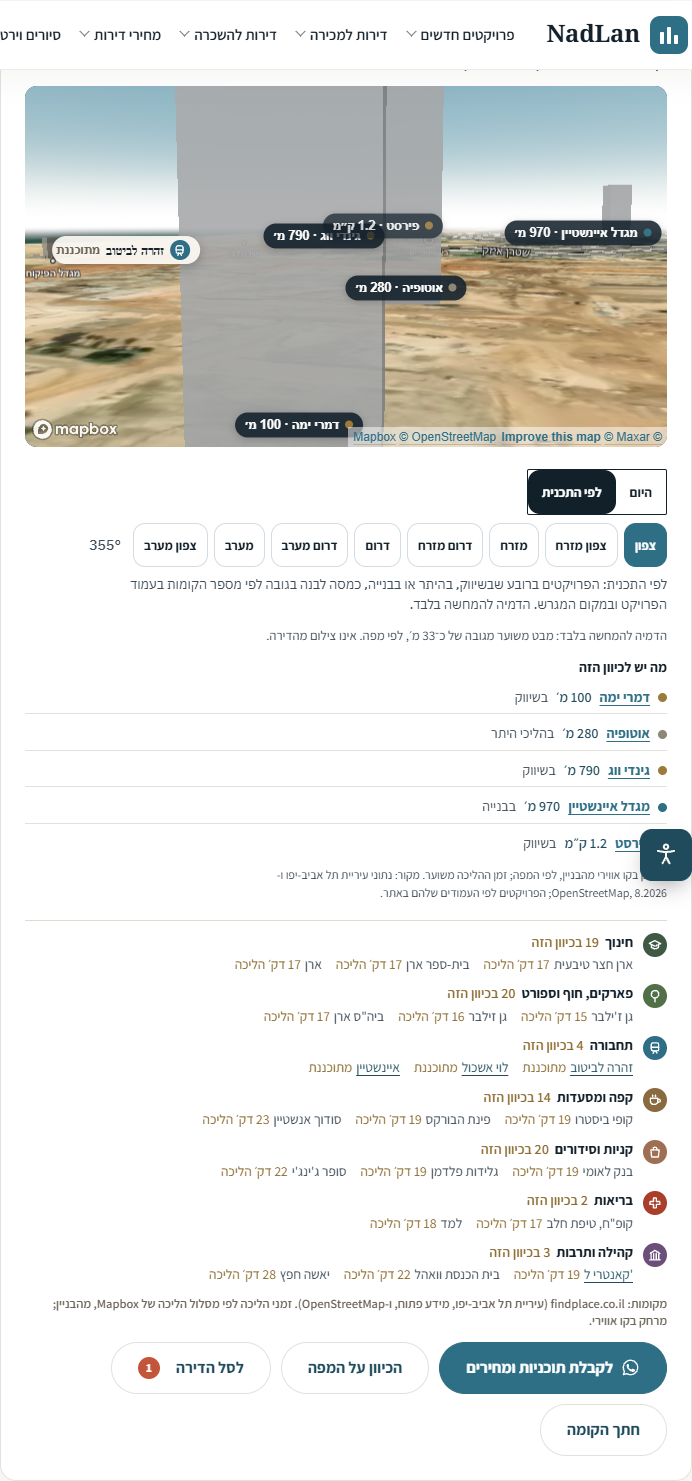 NadLan
פרויקטים חדשים
דירות למכירה
דירות להשכרה
מחירי דירות
סיורים וירט
פירסט · 1.2 ק״מ
גינדי ווג · 790 מ׳
מגדל איינשטיין · 970 מ׳
זהרה לביטוב מתוכננת
שטרן איזק
מגדל הפיקוח
אוטופיה · 280 מ׳
דמרי ימה · 100 מ׳
mapbox
Mapbox © OpenStreetMap Improve this map © Maxar ©
היום
לפי התכנית
צפון
צפון מזרח
מזרח
דרום מזרח
דרום
דרום מערב
מערב
צפון מערב
355°
לפי התכנית: הפרויקטים ברובע שבשיווק, בהיתר או בבנייה, כמסה לבנה בגובה לפי מספר הקומות בעמוד
הפרויקט ובמקום המגרש. הדמיה להמחשה בלבד.
הדמיה להמחשה בלבד: מבט משוער מגובה של כ־33 מ׳, לפי מפה. אינו צילום מהדירה.
מה יש לכיוון הזה
דמרי ימה 100 מ׳ בשיווק
אוטופיה 280 מ׳ בהליכי היתר
גינדי ווג 790 מ׳ בשיווק
מגדל איינשטיין 970 מ׳ בבנייה
1.2 ק״מ בשיווק
בקו אווירי מהבניין, לפי המפה; זמן ההליכה משוער. מקור: נתוני עיריית תל אביב-יפו ו-
OpenStreetMap, 8.2026; הפרויקטים לפי העמודים שלהם באתר.
חינוך 19 בכיוון הזה
ארן חצר טיבעית 17 דק׳ הליכה בית-ספר ארן 17 דק׳ הליכה ארן 17 דק׳ הליכה
פארקים, חוף וספורט 20 בכיוון הזה
גן ז'ילבר 15 דק׳ הליכה גן זילבר 16 דק׳ הליכה ביה"ס ארן 17 דק׳ הליכה
תחבורה 4 בכיוון הזה
זהרה לביטוב מתוכננת לוי אשכול מתוכננת איינשטיין מתוכננת
קפה ומסעדות 14 בכיוון הזה
קופי ביסטרו 19 דק׳ הליכה פינת הבורקס 19 דק׳ הליכה סודוך אנשטיין 23 דק׳ הליכה
קניות וסידורים 20 בכיוון הזה
בנק לאומי 19 דק׳ הליכה גלידות פלדמן 19 דק׳ הליכה סופר ג'ינג'י 22 דק׳ הליכה
בריאות 2 בכיוון הזה
קופ"ח, טיפת חלב 17 דק׳ הליכה למד 18 דק׳ הליכה
קהילה ותרבות 3 בכיוון הזה
קאנטרי ל' 19 דק׳ הליכה בית הכנסת וואהל 22 דק׳ הליכה יאשה חפץ 28 דק׳ הליכה
מקומות: findplace.co.il (עיריית תל אביב-יפו, מידע פתוח, ו-OpenStreetMap). זמני הליכה לפי מסלול הליכה של Mapbox, מהבניין;
מרחק בקו אווירי.
לקבלת תוכניות ומחירים
הכיוון על המפה
לסל הדירה 1
חתך הקומה